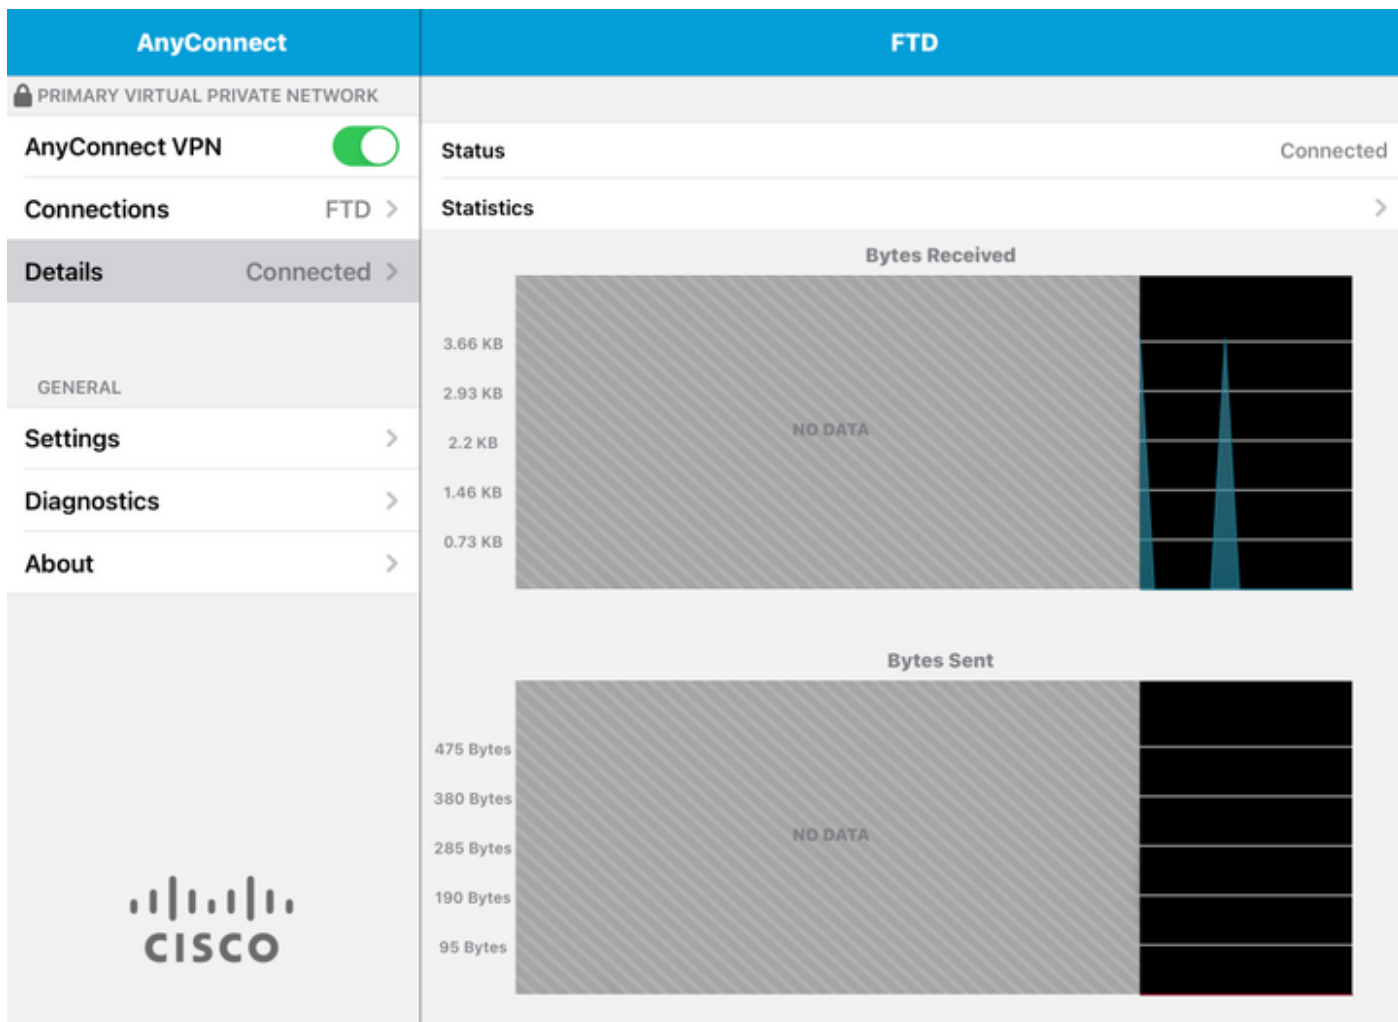 AnyConnect
FTD
PRIMARY VIRTUAL PRIVATE NETWORK
AnyConnect VPN
Connections FTD
Details Connected
GENERAL
Settings
Diagnostics
About
CISCO
Status Connected
Statistics
Bytes Received
3.66 KB
2.93 KB
2.2 KB
1.46 KB
0.73 KB
NO DATA
Bytes Sent
475 Bytes
380 Bytes
285 Bytes
190 Bytes
95 Bytes
NO DATA